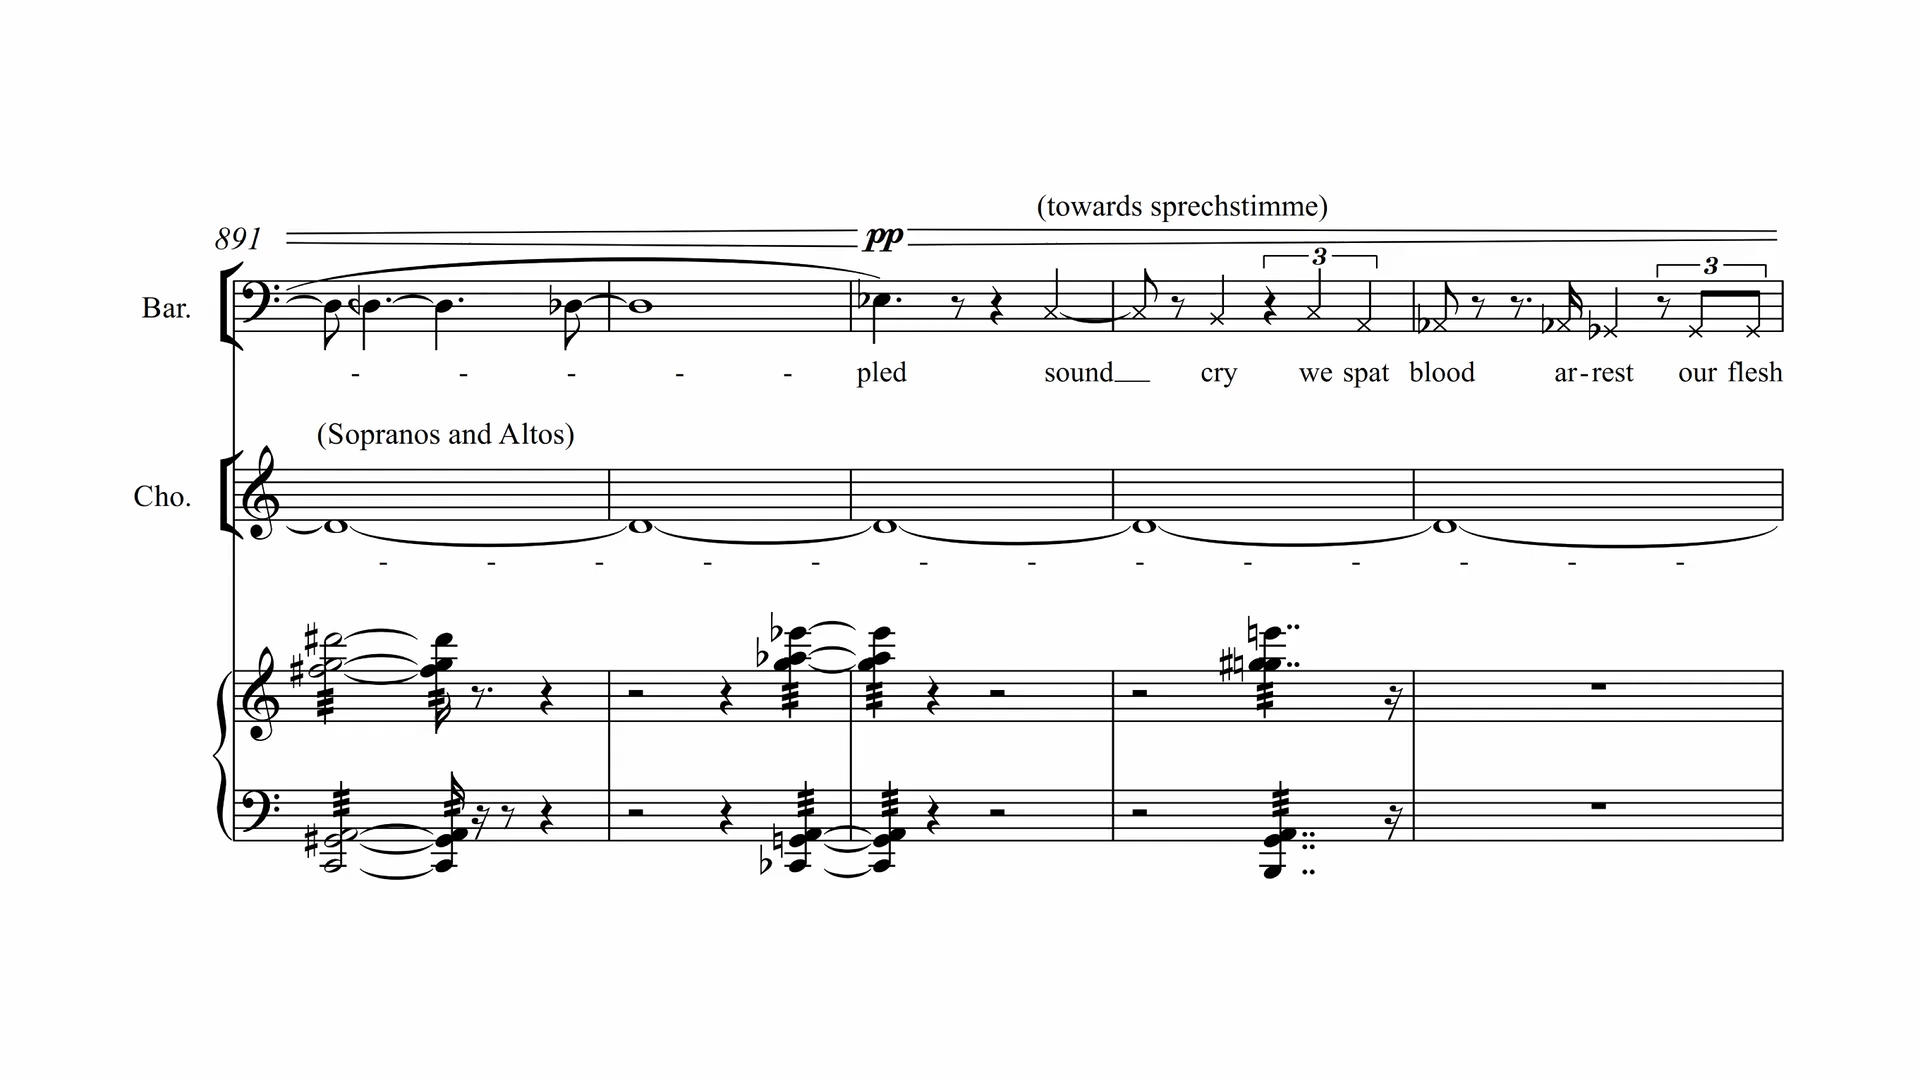 (towards sprechstimme)
891 pp
3 3
Bar.
- - - - - pled sound__ cry we spat blood ar-rest our flesh
(Sopranos and Altos)
Cho.
- - - - - - - - - - - - -